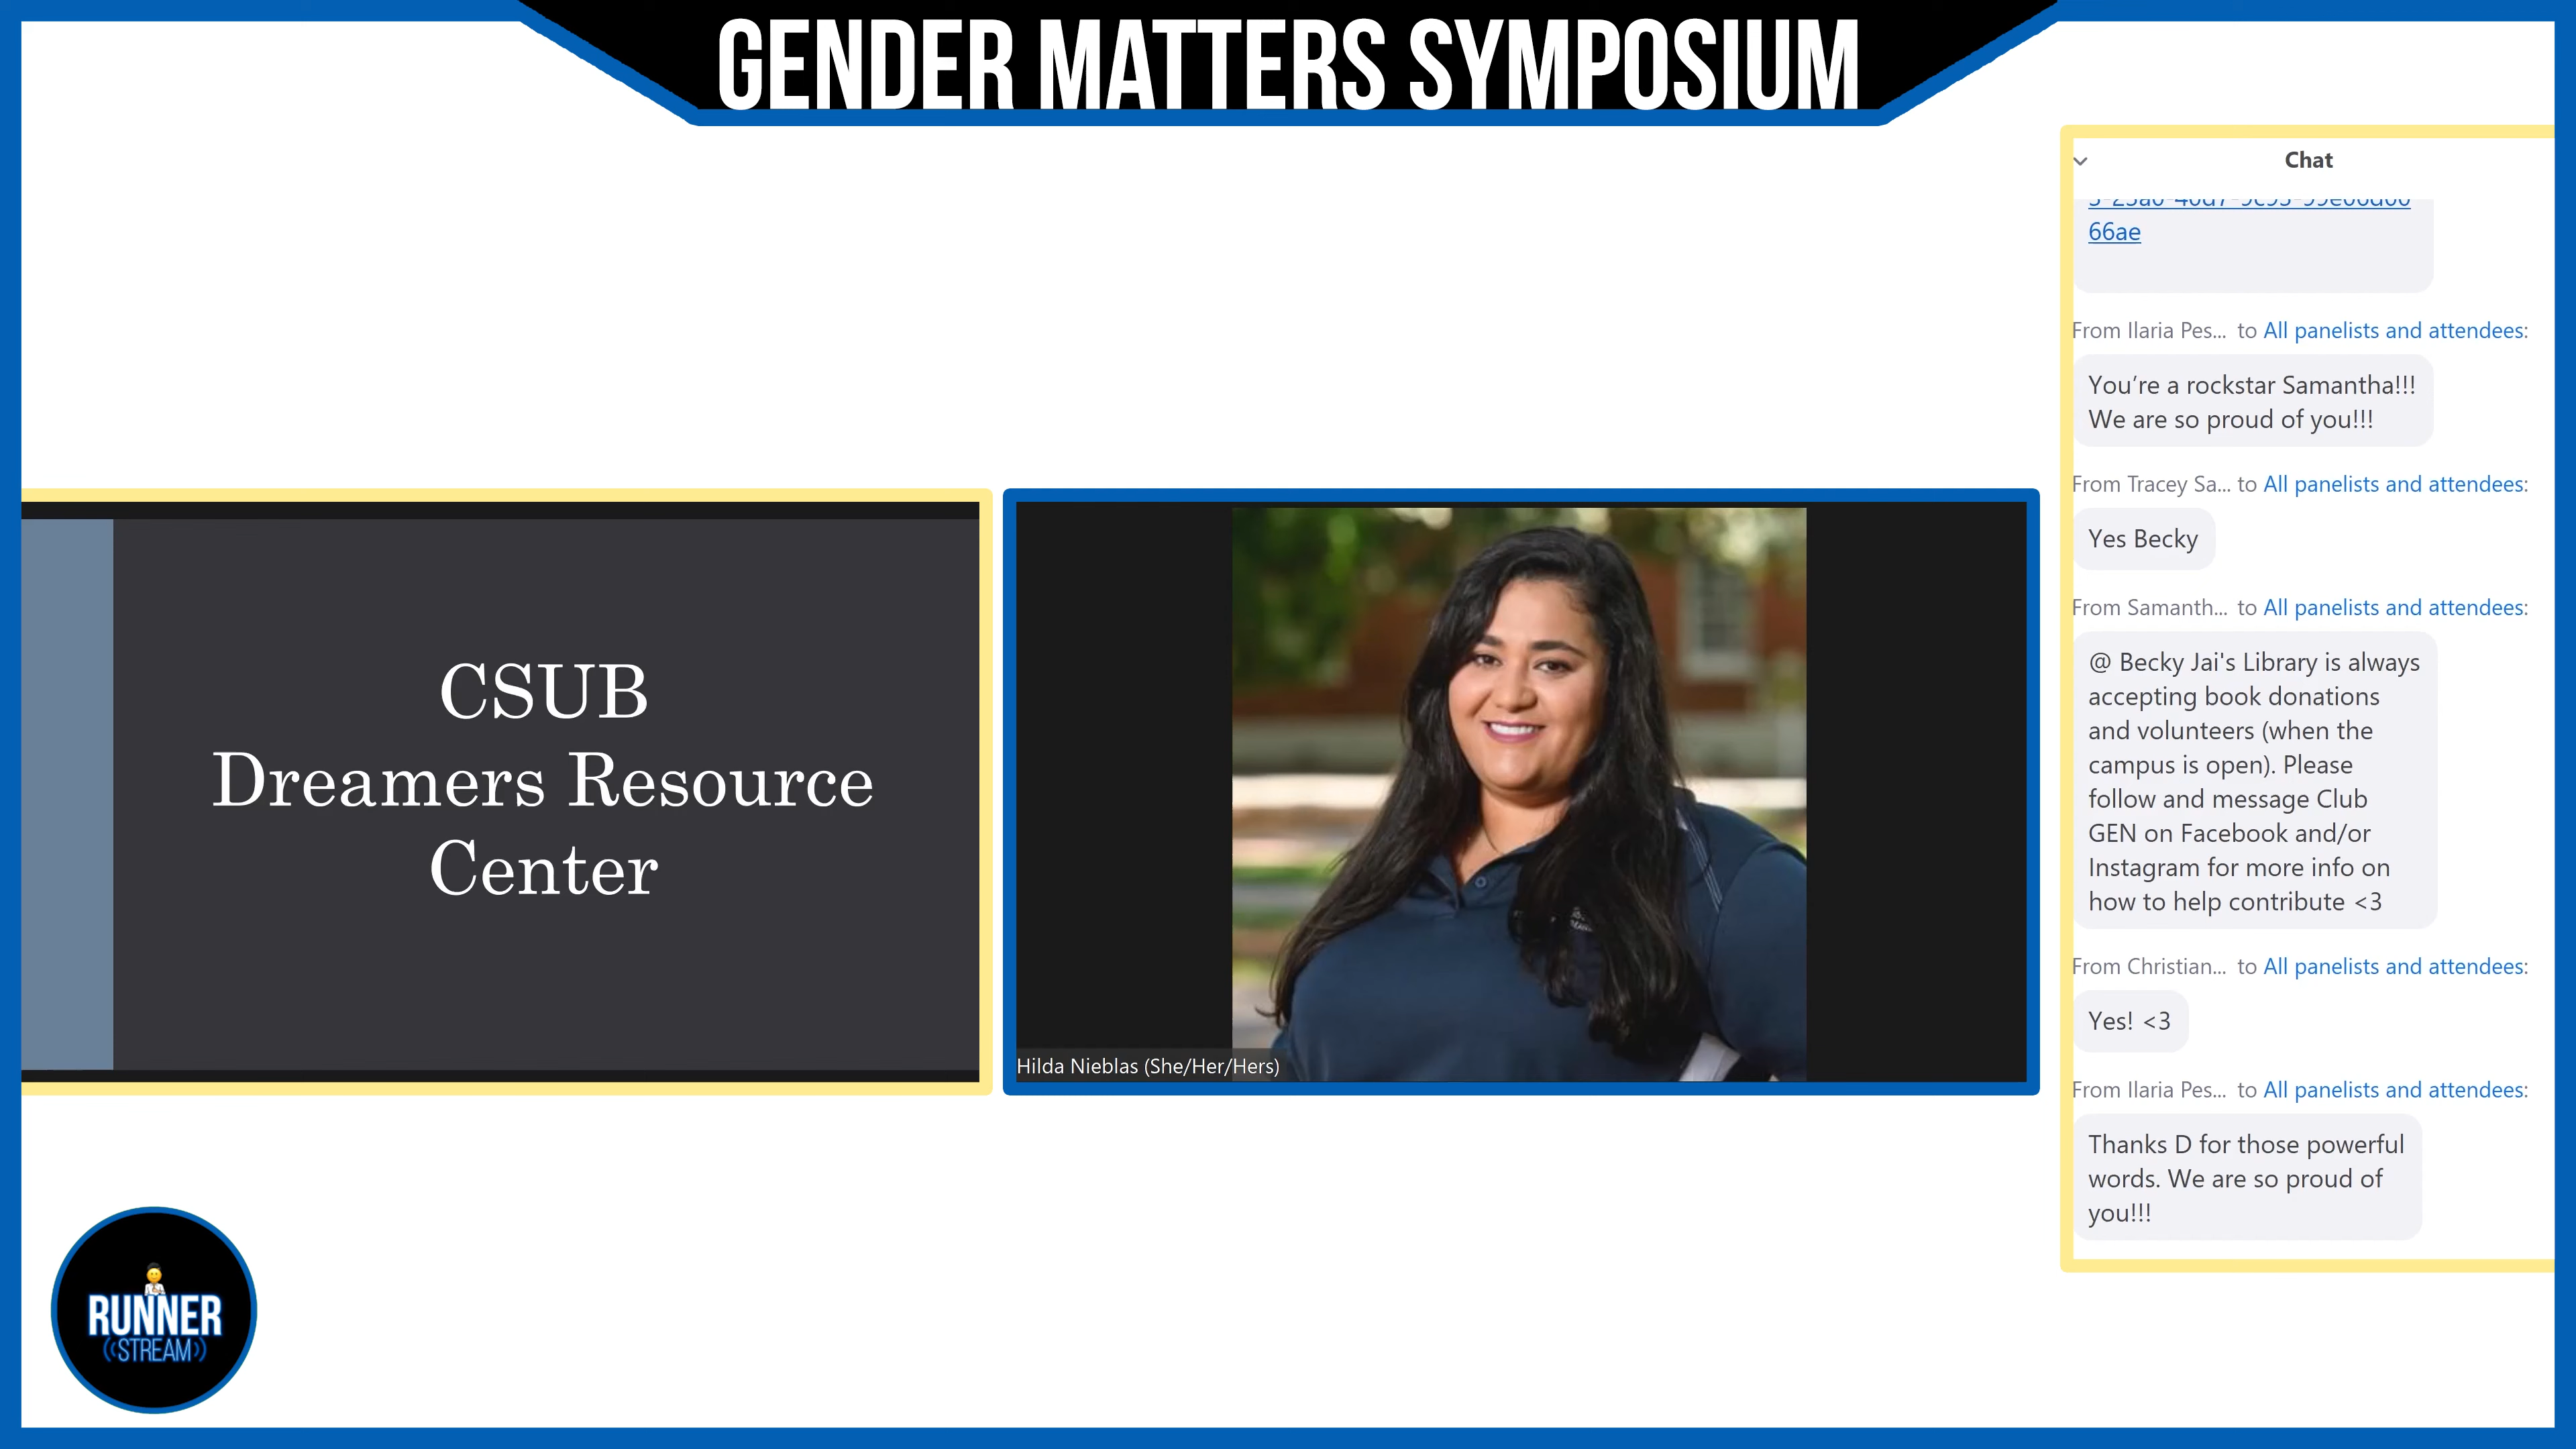 GENDER MATTERS SYMPOSIUM
CSUB
Dreamers Resource
Center
Hilda Nieblas (She/Her/Hers)
Chat
66ae
From Ilaria Pes... to All panelists and attendees:
You’re a rockstar Samantha!!!
We are so proud of you!!!
From Tracey Sa... to All panelists and attendees:
Yes Becky
From Samanth... to All panelists and attendees:
@ Becky Jai's Library is always
accepting book donations
and volunteers (when the
campus is open). Please
follow and message Club
GEN on Facebook and/or
Instagram for more info on
how to help contribute <3
From Christian... to All panelists and attendees:
Yes! <3
From Ilaria Pes... to All panelists and attendees:
Thanks D for those powerful
words. We are so proud of
you!!!
RUNNER
STREAM